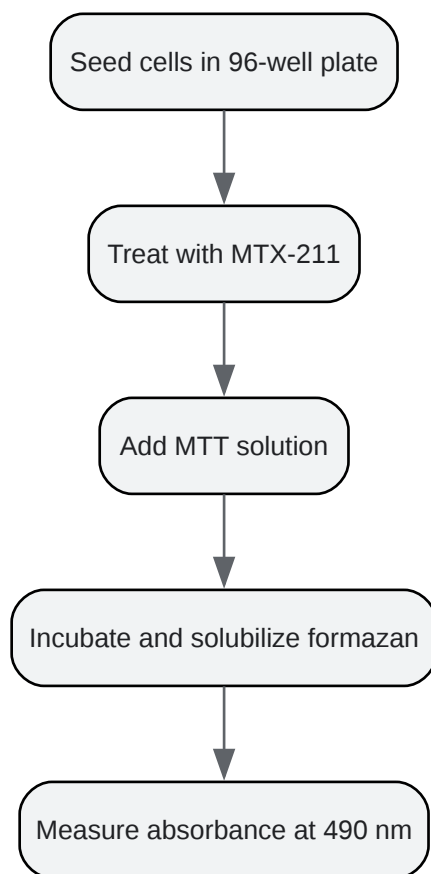 Seed cells in 96-well plate
Treat with MTX-211
Add MTT solution
Incubate and solubilize formazan
Measure absorbance at 490 nm